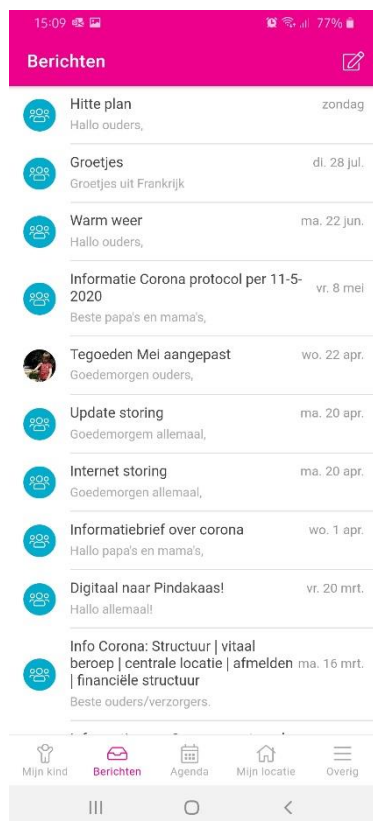 15:09 77%
Berichten
Hitte plan zondag
Hallo ouders,
Groetjes di. 28 jul.
Groetjes uit Frankrijk
Warm weer ma. 22 jun.
Hallo ouders,
Informatie Corona protocol per 11-5-
2020 vr. 8 mei
Beste papa's en mama's,
Tegoeden Mei aangepast wo. 22 apr.
Goedemorgen ouders,
Update storing ma. 20 apr.
Goedemorgem allemaal,
Internet storing ma. 20 apr.
Goedemorgen allemaal,
Informatiebrief over corona wo. 1 apr.
Hallo papa's en mama's,
Digitaal naar Pindakaas! vr. 20 mrt.
Hallo allemaal!
Info Corona: Structuur | vitaal
beroep | centrale locatie | afmelden ma. 16 mrt.
| financiële structuur
Beste ouders/verzorgers.
Mijn kind Berichten Agenda Mijn locatie Overig